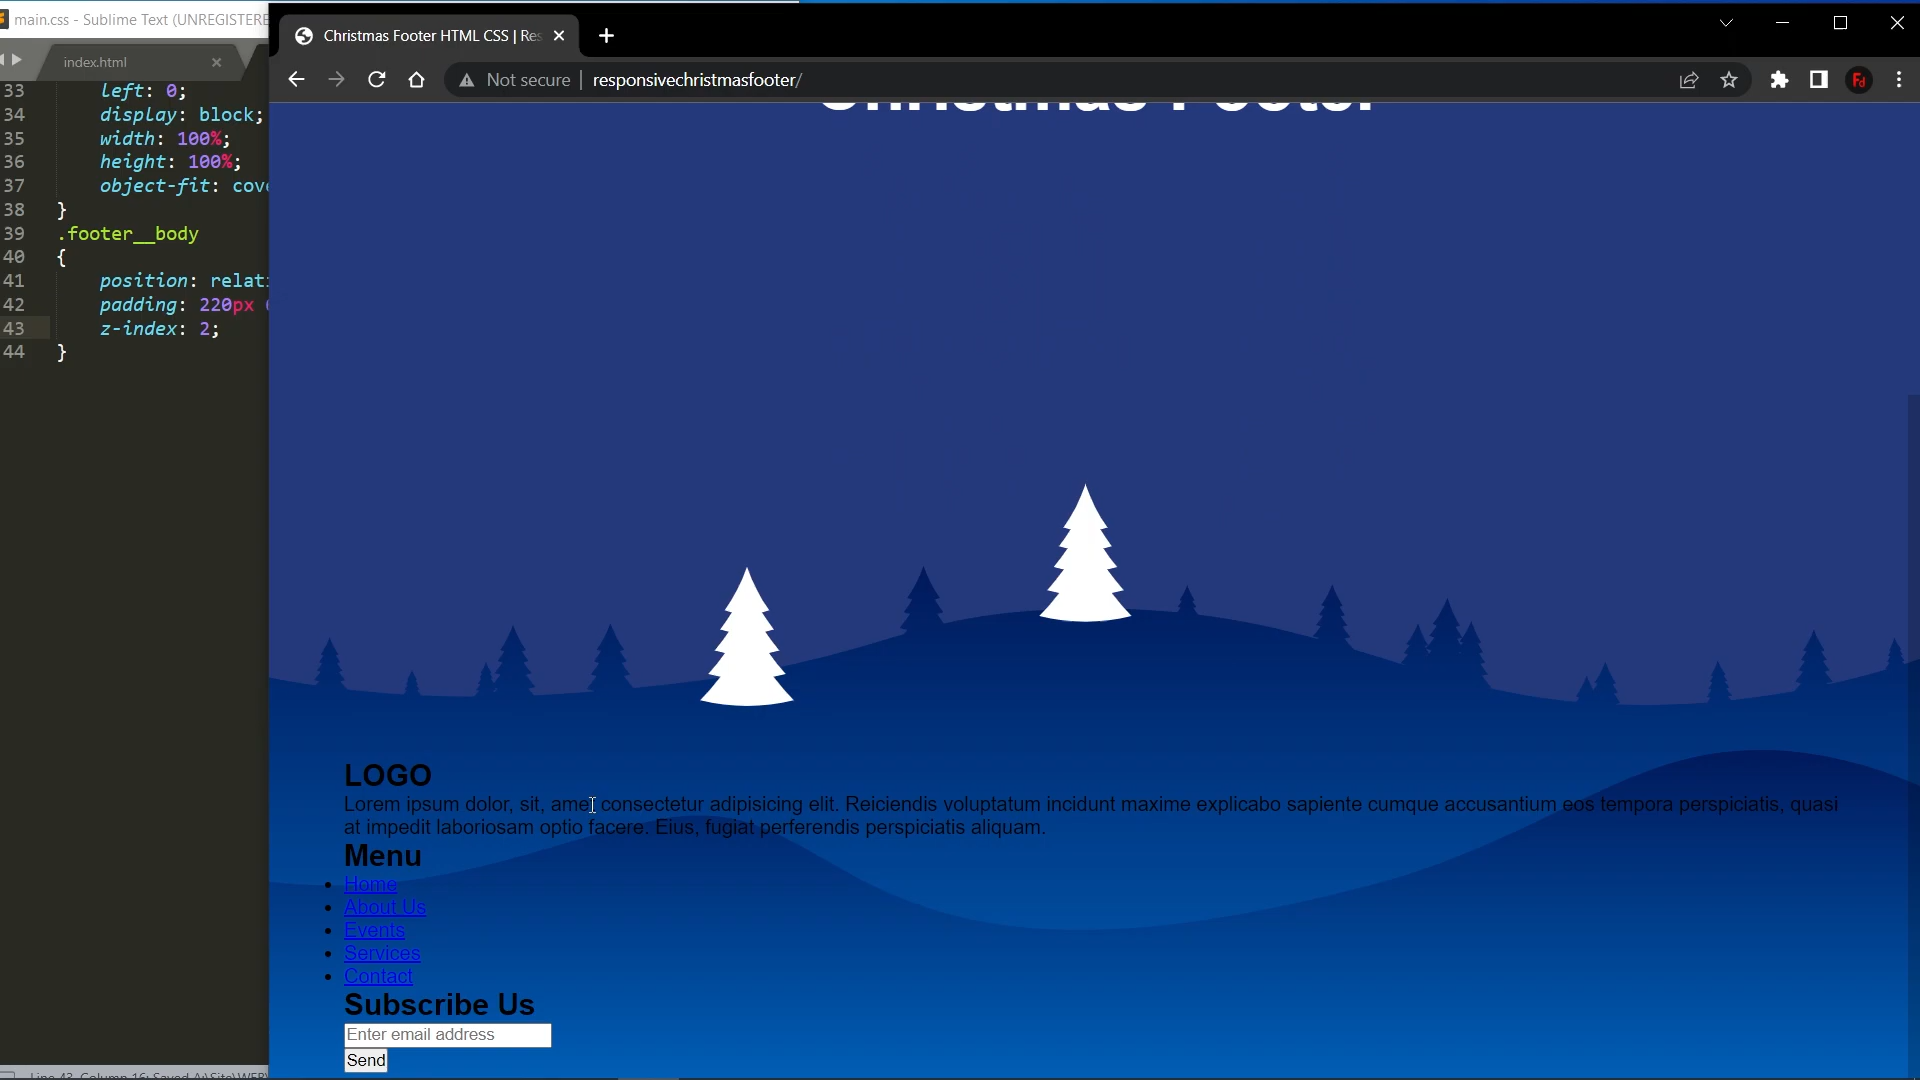 main.css - Sublime Text (UNREGISTERE
index.html
33 left: 0;
34 display: block;
35 width: 100%;
36 height: 100%;
37 object-fit: cov
38 }
39 .footer__body
40 {
41 position: relat
42 padding: 220px
43 z-index: 2;
44 }
Christmas Footer HTML CSS | Res
Not secure | responsivechristmasfooter/
Christmas Footer
LOGO
Lorem ipsum dolor, sit, amet consectetur adipisicing elit. Reiciendis voluptatum incidunt maxime explicabo sapiente cumque accusantium eos tempora perspiciatis, quasi
at impedit laboriosam optio facere. Eius, fugiat perferendis perspiciatis aliquam.
Menu
Home
About Us
Events
Services
Contact
Subscribe Us
Enter email address
Send